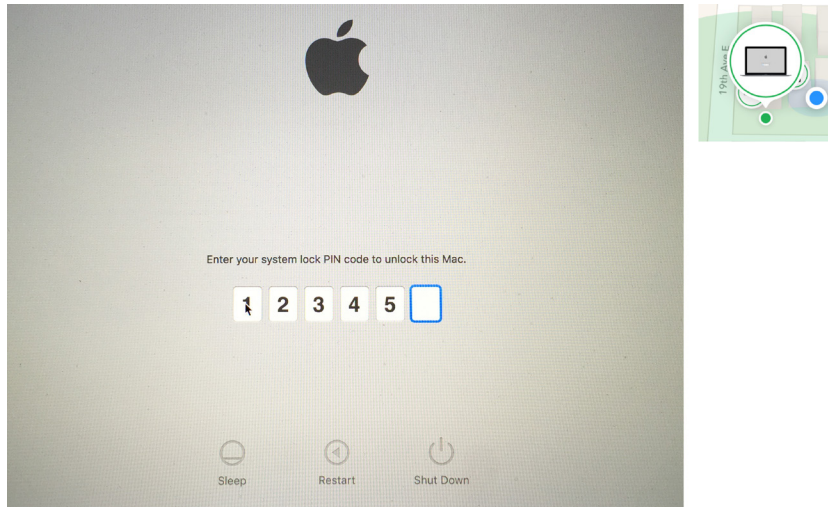 Enter your system lock PIN code to unlock this Mac.
1 2 3 4 5
Sleep Restart Shut Down
19th Ave E